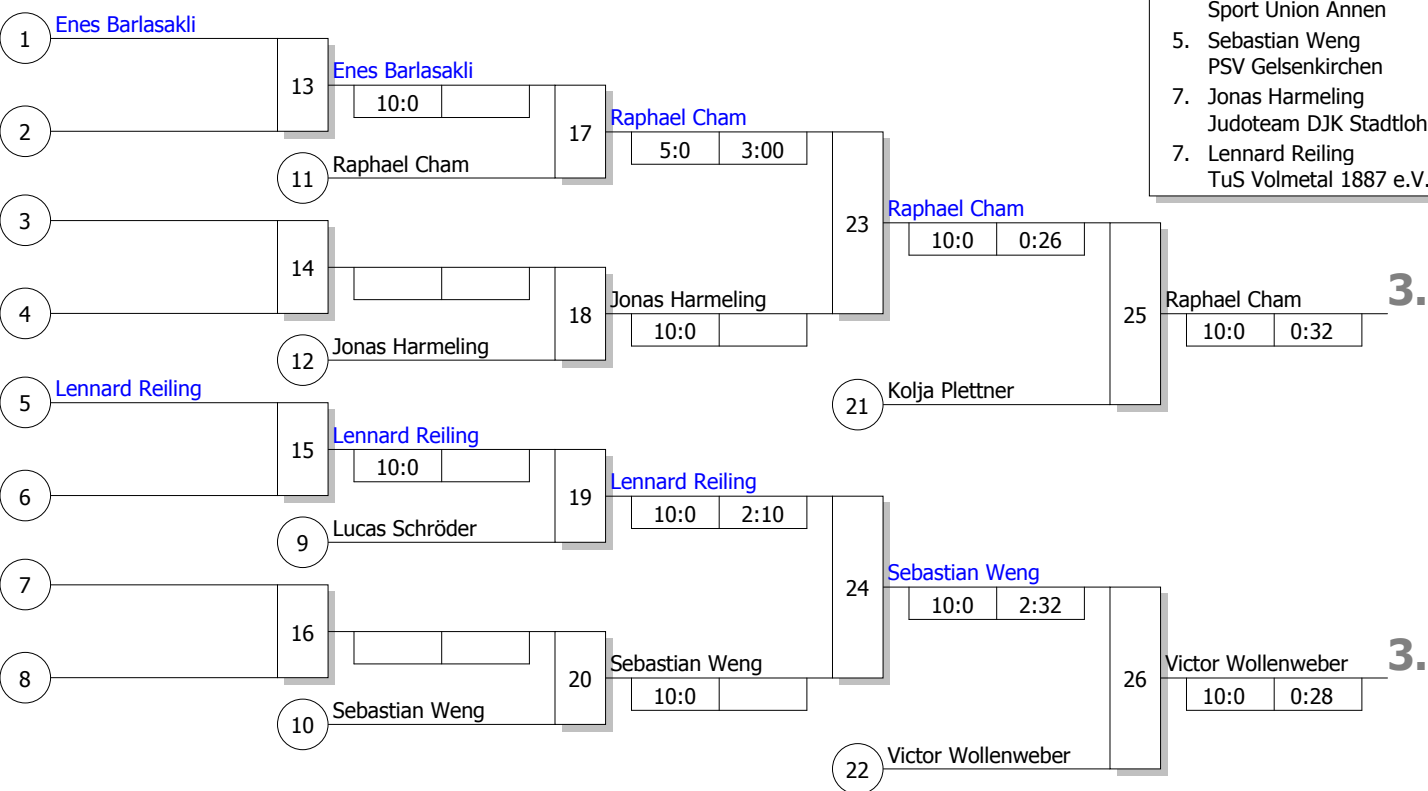 Sport Union Annen
5. Sebastian Weng
PSV Gelsenkirchen
7. Jonas Harmeling
Judoteam DJK Stadtloh
7. Lennard Reiling
TuS Volmetal 1887 e.V.
1 Enes Barlasakli
13 Enes Barlasakli
10:0
2
17 Raphael Cham
5:0 3:00
11 Raphael Cham
3
23 Raphael Cham
10:0 0:26
14
4
18 Jonas Harmeling
10:0
12 Jonas Harmeling
25 Raphael Cham 3.
10:0 0:32
5 Lennard Reiling
21 Kolja Plettner
15 Lennard Reiling
10:0
6
19 Lennard Reiling
10:0 2:10
9 Lucas Schröder
7
24 Sebastian Weng
10:0 2:32
16
8
20 Sebastian Weng
10:0
10 Sebastian Weng
26 Victor Wollenweber 3.
10:0 0:28
22 Victor Wollenweber